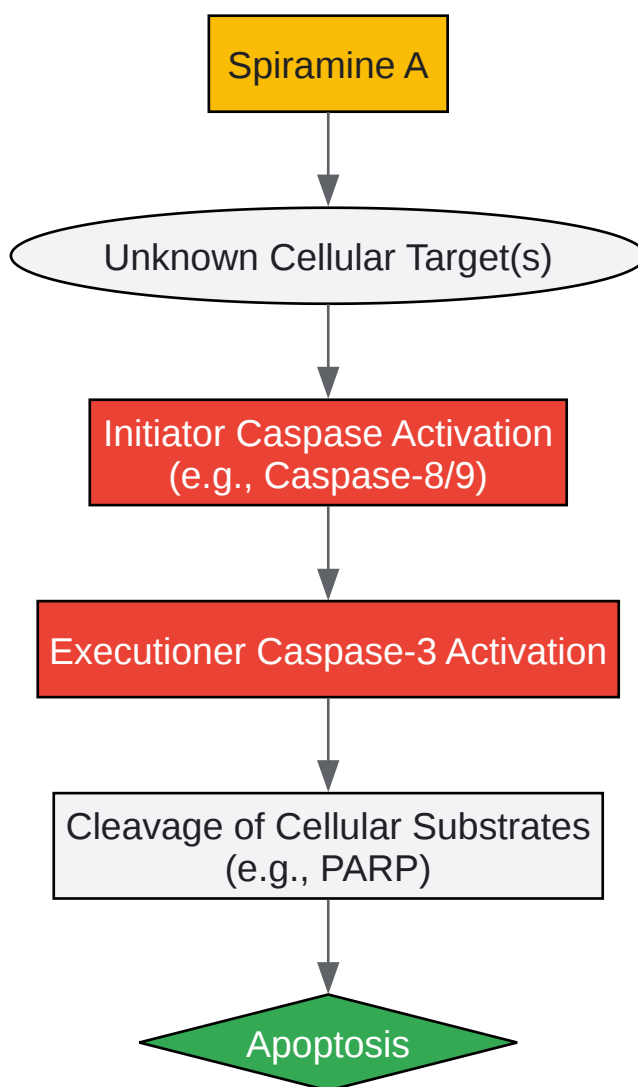 Spiramine A
Unknown Cellular Target(s)
Initiator Caspase Activation
(e.g., Caspase-8/9)
Executioner Caspase-3 Activation
Cleavage of Cellular Substrates
(e.g., PARP)
Apoptosis